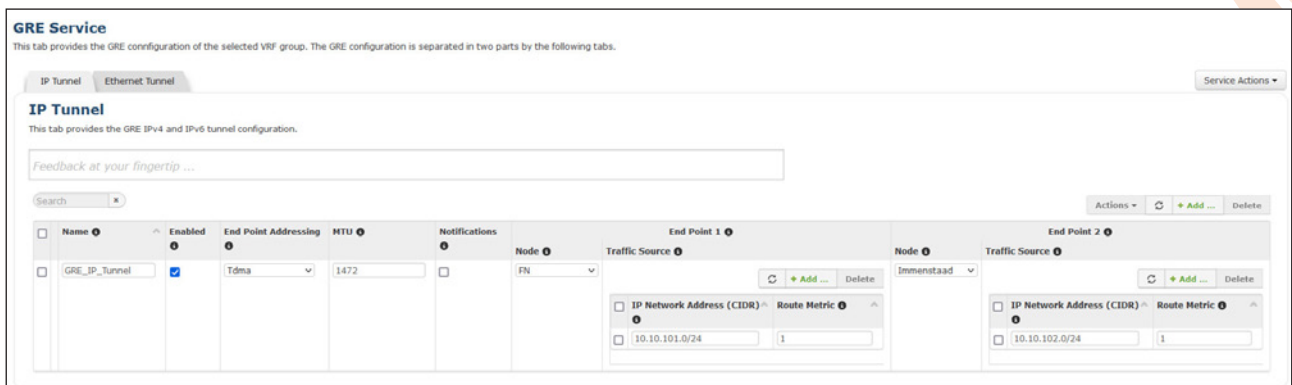 GRE Service
This tab provides the GRE connfiguration of the selected VRF group. The GRE configuration is separated in two parts by the following tabs.
IP Tunnel Ethernet Tunnel Service Actions
IP Tunnel
This tab provides the GRE IPv4 and IPv6 tunnel configuration.
Feedback at your fingertip ...
Search x Actions + Add ... Delete
Name Enabled End Point Addressing MTU Notifications End Point 1 End Point 2
Node Traffic Source Node Traffic Source
GRE_IP_Tunnel Tdma 1472 FN + Add ... Delete Immenstaad + Add ... Delete
IP Network Address (CIDR) Route Metric IP Network Address (CIDR) Route Metric
10.10.101.0/24 1 10.10.102.0/24 1